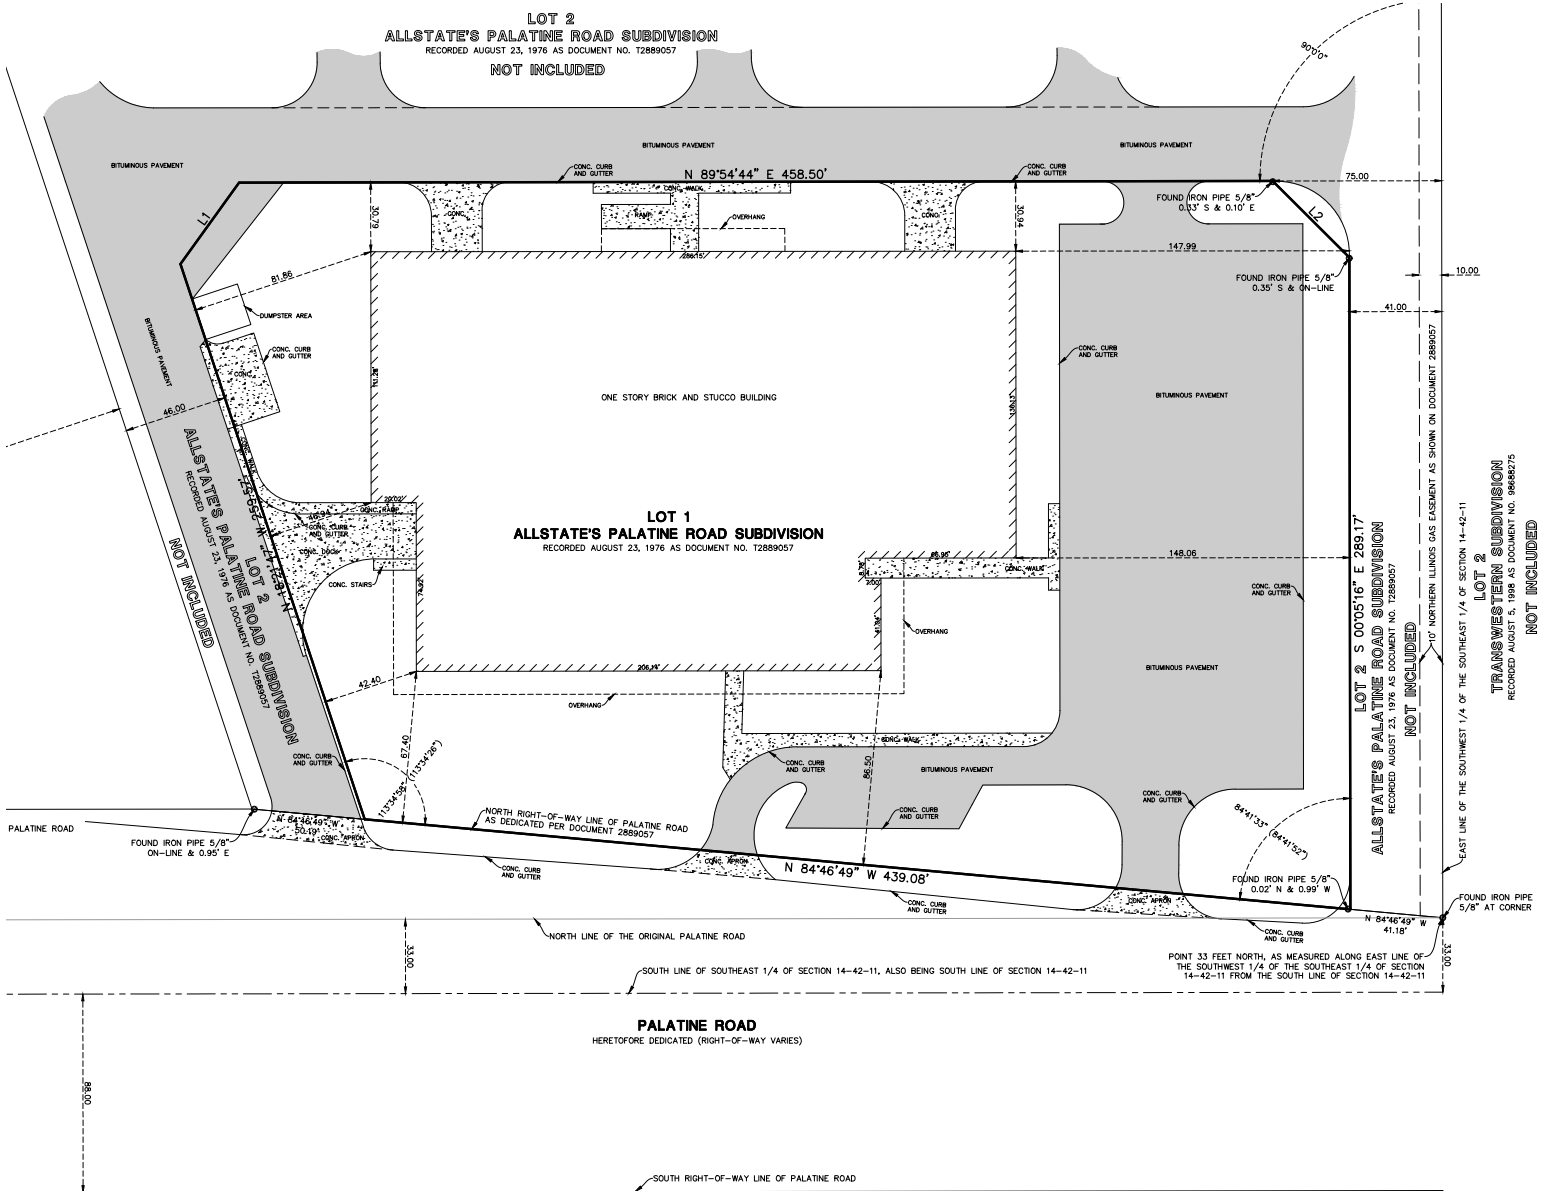 LOT 2
ALLSTATE'S PALATINE ROAD SUBDIVISION
RECORDED AUGUST 23, 1976 AS DOCUMENT NO. T2889057
NOT INCLUDED
90°0'0"
BITUMINOUS PAVEMENT
BITUMINOUS PAVEMENT
BITUMINOUS PAVEMENT
CONC. CURB
AND GUTTER
N 89°54'44" E 458.50'
CONC. CURB
AND GUTTER
75.00
CONC. WALK
FOUND IRON PIPE 5/8"
0.33' S & 0.10' E
L1
L2
30.79
CONC.
RAMP
OVERHANG
CONC.
30.94
286.15'
147.99
81.86
FOUND IRON PIPE 5/8"
0.35' S & ON-LINE
10.00
41.00
DUMPSTER AREA
BITUMINOUS PAVEMENT
CONC. CURB
AND GUTTER
CONC. CURB
AND GUTTER
CONC.
111.28'
ONE STORY BRICK AND STUCCO BUILDING
BITUMINOUS PAVEMENT
46.00
CONC. WALK
20.02'
CONC. RAMP
46.94
CONC. CURB
AND GUTTER
CONC. DOCK
CONC. STAIRS
LOT 1
ALLSTATE'S PALATINE ROAD SUBDIVISION
RECORDED AUGUST 23, 1976 AS DOCUMENT NO. T2889057
148.06
CONC. WALK
7.00'
CONC. CURB
AND GUTTER
OVERHANG
206.14'
BITUMINOUS PAVEMENT
NOT INCLUDED
LOT 2
ALLSTATE'S PALATINE ROAD SUBDIVISION
RECORDED AUGUST 23, 1976 AS DOCUMENT NO. T2889057
LOT 2 S 00°05'16" E 289.17'
ALLSTATE'S PALATINE ROAD SUBDIVISION
RECORDED AUGUST 23, 1976 AS DOCUMENT NO. T2889057
NOT INCLUDED
10' NORTHERN ILLINOIS GAS EASEMENT AS SHOWN ON DOCUMENT 2889057
EAST LINE OF THE SOUTHWEST 1/4 OF THE SOUTHEAST 1/4 OF SECTION 14-42-11
LOT 2
TRANSWESTERN SUBDIVISION
RECORDED AUGUST 5, 1998 AS DOCUMENT NO. 98688275
NOT INCLUDED
42.40
OVERHANG
67.40
CONC. CURB
AND GUTTER
113°34'58" (113°34'26")
CONC. WALK
CONC. CURB
AND GUTTER
86.50
BITUMINOUS PAVEMENT
CONC. CURB
AND GUTTER
CONC. CURB
AND GUTTER
84°41'33" (84°41'52")
PALATINE ROAD
N 84°46'49" W
50.19'
CONC. APRON
NORTH RIGHT-OF-WAY LINE OF PALATINE ROAD
AS DEDICATED PER DOCUMENT 2889057
FOUND IRON PIPE 5/8"
ON-LINE & 0.95' E
CONC. CURB
AND GUTTER
CONC. APRON
N 84°46'49" W 439.08'
CONC. CURB
AND GUTTER
CONC. APRON
FOUND IRON PIPE 5/8"
0.02' N & 0.99' W
FOUND IRON PIPE
5/8" AT CORNER
N 84°46'49" W
41.18'
CONC. CURB
AND GUTTER
NORTH LINE OF THE ORIGINAL PALATINE ROAD
33.00
33.00
POINT 33 FEET NORTH, AS MEASURED ALONG EAST LINE OF
THE SOUTHWEST 1/4 OF THE SOUTHEAST 1/4 OF SECTION
14-42-11 FROM THE SOUTH LINE OF SECTION 14-42-11
SOUTH LINE OF SOUTHEAST 1/4 OF SECTION 14-42-11, ALSO BEING SOUTH LINE OF SECTION 14-42-11
PALATINE ROAD
HERETOFORE DEDICATED (RIGHT-OF-WAY VARIES)
88.00
SOUTH RIGHT-OF-WAY LINE OF PALATINE ROAD